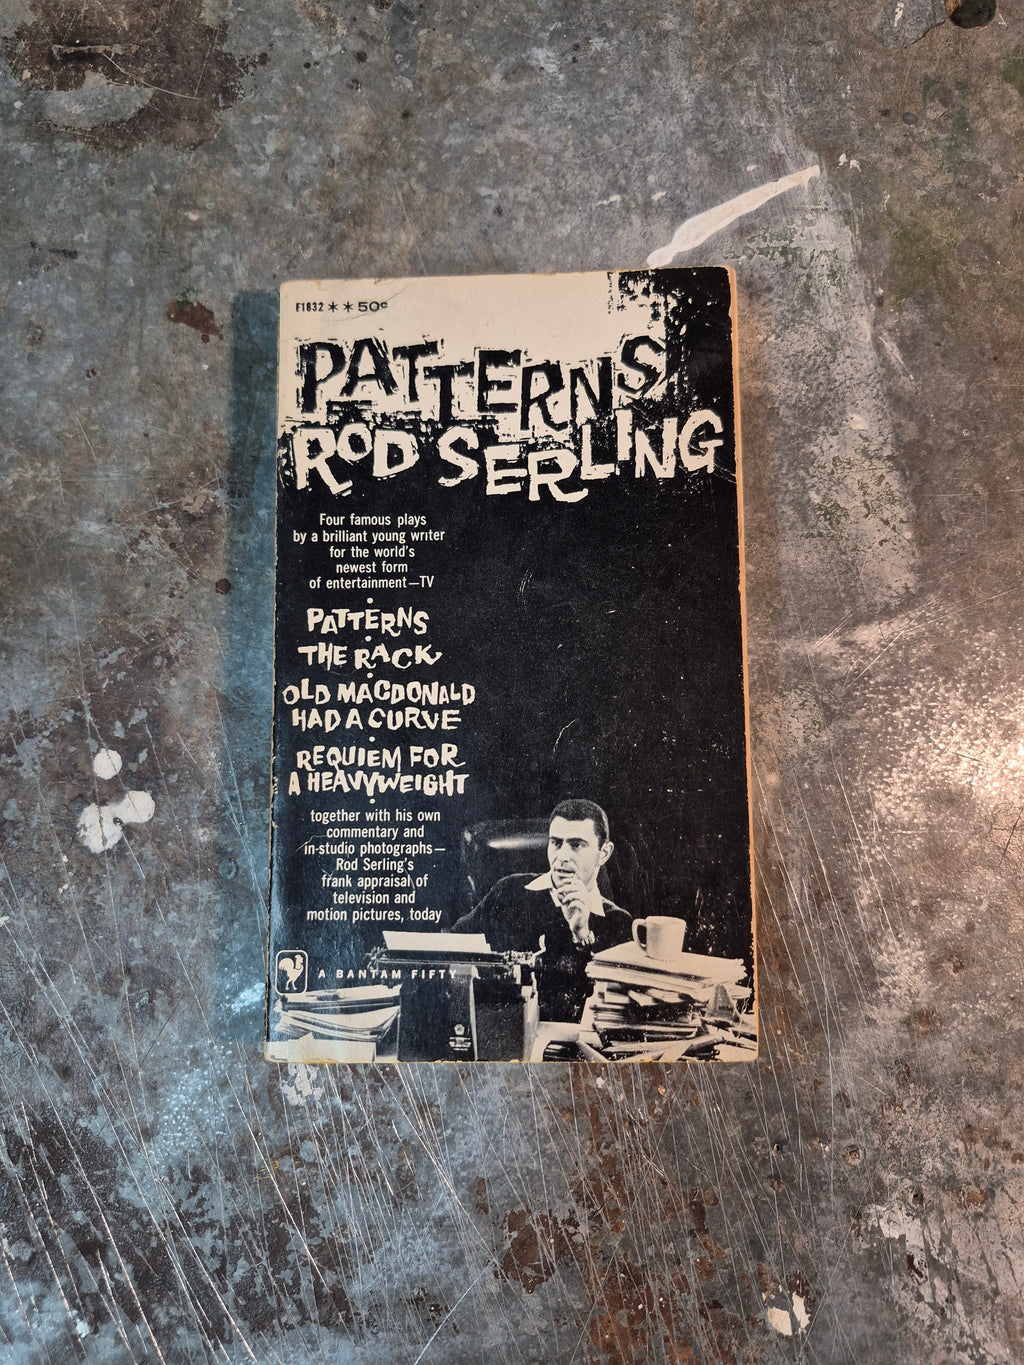 F1832 ** 50¢
PATTERNS
ROD SERLING
Four famous plays
by a brilliant young writer
for the world's
newest form
of entertainment—TV
PATTERNS
THE RACK
OLD MACDONALD
HAD A CURVE
REQUIEM FOR
A HEAVYWEIGHT
together with his own
commentary and
in-studio photographs—
Rod Serling's
frank appraisal of
television and
motion pictures, today
A BANTAM FIFTY